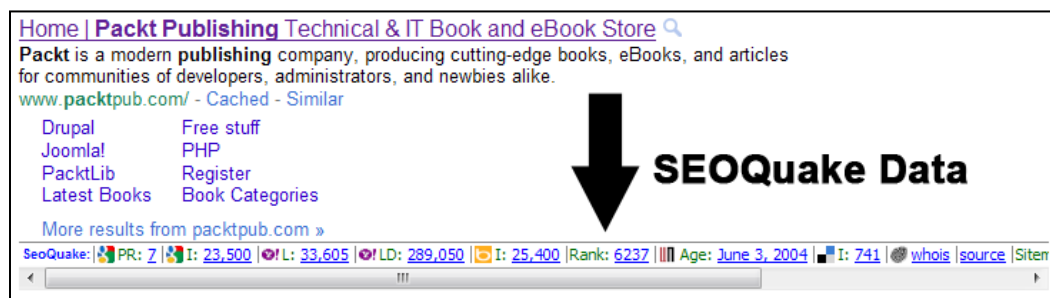 Home | Packt Publishing Technical & IT Book and eBook Store
Packt is a modern publishing company, producing cutting-edge books, eBooks, and articles
for communities of developers, administrators, and newbies alike.
www.packtpub.com/ - Cached - Similar
Drupal Free stuff
Joomla! PHP
PacktLib Register
Latest Books Book Categories
More results from packtpub.com »
SEOQuake Data
SeoQuake: | PR: 7 | I: 23,500 | L: 33,605 | LD: 289,050 | I: 25,400 |Rank: 6237 | Age: June 3, 2004 | I: 741 | whois |source |Sitem